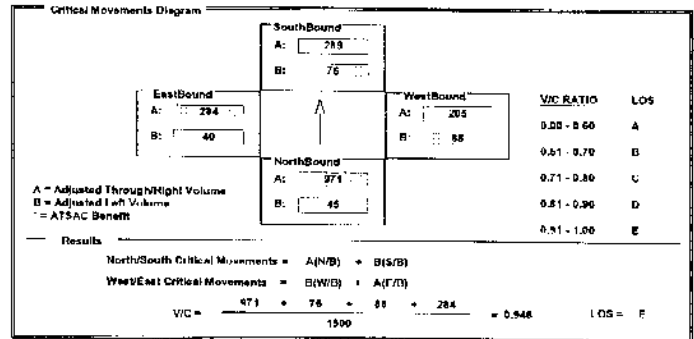 Critical Movements Diagram
SouthBound
A: 289
B: 76
EastBound
A: 284
B: 40
WestBound
A: 205
B: 88
NorthBound
A: 971
B: 45
V/C RATIO LOS
0.00 - 0.60 A
0.61 - 0.70 B
0.71 - 0.80 C
0.81 - 0.90 D
0.91 - 1.00 E
A = Adjusted Through/Right Volume
B = Adjusted Left Volume
* = ATSAC Benefit
Results
North/South Critical Movements = A(N/B) + B(S/B)
West/East Critical Movements = B(W/B) + A(E/B)
V/C = 971 + 76 + 88 + 284 = 0.946 LOS =
1500